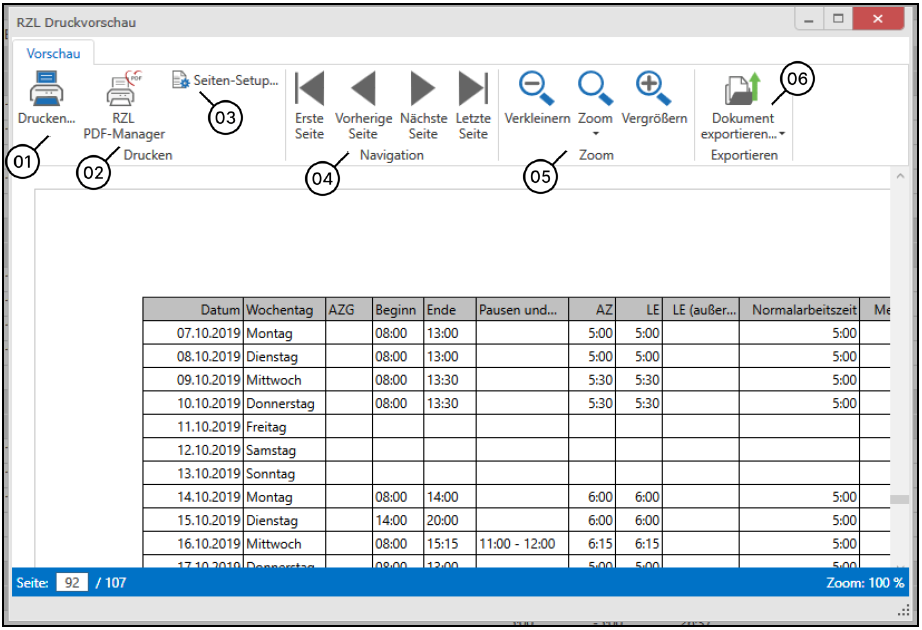 RZL Druckvorschau
Vorschau
Drucken...
RZL
PDF-Manager
PDF
Seiten-Setup...
Drucken
Erste
Seite
Vorherige
Seite
Nächste
Seite
Letzte
Seite
Navigation
Verkleinern
Zoom
Vergrößern
Zoom
Dokument
exportieren...
Exportieren
01
02
03
04
05
06
Datum Wochentag AZG Beginn Ende Pausen und... AZ LE LE (außer... Normalarbeitszeit Me
07.10.2019 Montag 08:00 13:00 5:00 5:00 5:00
08.10.2019 Dienstag 08:00 13:00 5:00 5:00 5:00
09.10.2019 Mittwoch 08:00 13:30 5:30 5:30 5:00
10.10.2019 Donnerstag 08:00 13:30 5:30 5:30 5:00
11.10.2019 Freitag
12.10.2019 Samstag
13.10.2019 Sonntag
14.10.2019 Montag 08:00 14:00 6:00 6:00 5:00
15.10.2019 Dienstag 14:00 20:00 6:00 6:00 5:00
16.10.2019 Mittwoch 08:00 15:15 11:00 - 12:00 6:15 6:15 5:00
17.10.2019 Donnerstag 08:00 13:00 5:00 5:00 5:00
Seite: 92 / 107
Zoom: 100 %